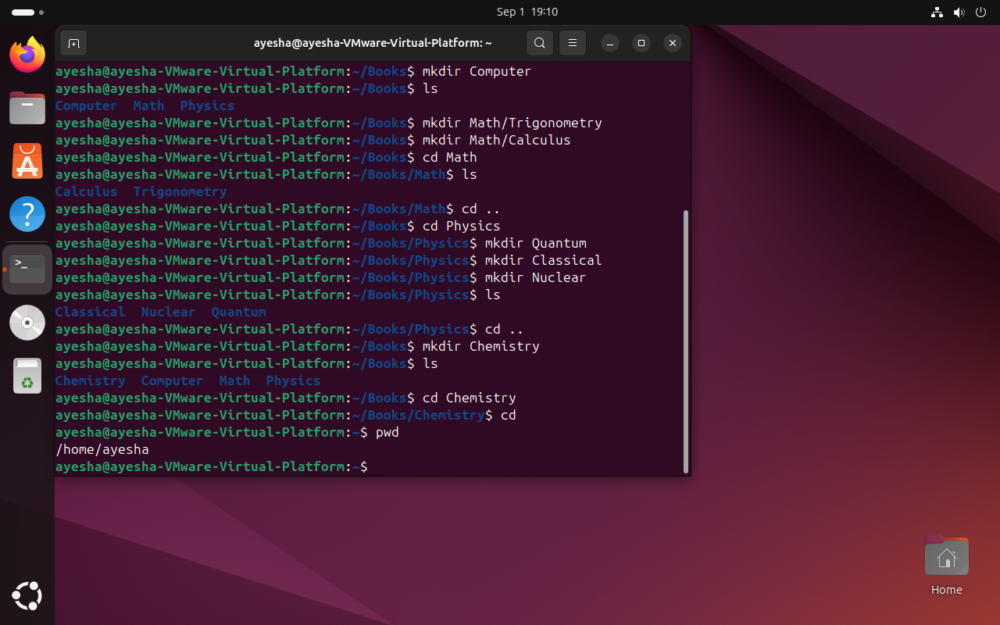 Sep 1 19:10
ayesha@ayesha-VMware-Virtual-Platform: ~
ayesha@ayesha-VMware-Virtual-Platform:~/Books$ mkdir Computer
ayesha@ayesha-VMware-Virtual-Platform:~/Books$ ls
Computer  Math  Physics
ayesha@ayesha-VMware-Virtual-Platform:~/Books$ mkdir Math/Trigonometry
ayesha@ayesha-VMware-Virtual-Platform:~/Books$ mkdir Math/Calculus
ayesha@ayesha-VMware-Virtual-Platform:~/Books$ cd Math
ayesha@ayesha-VMware-Virtual-Platform:~/Books/Math$ ls
Calculus  Trigonometry
ayesha@ayesha-VMware-Virtual-Platform:~/Books/Math$ cd ..
ayesha@ayesha-VMware-Virtual-Platform:~/Books$ cd Physics
ayesha@ayesha-VMware-Virtual-Platform:~/Books/Physics$ mkdir Quantum
ayesha@ayesha-VMware-Virtual-Platform:~/Books/Physics$ mkdir Classical
ayesha@ayesha-VMware-Virtual-Platform:~/Books/Physics$ mkdir Nuclear
ayesha@ayesha-VMware-Virtual-Platform:~/Books/Physics$ ls
Classical  Nuclear  Quantum
ayesha@ayesha-VMware-Virtual-Platform:~/Books/Physics$ cd ..
ayesha@ayesha-VMware-Virtual-Platform:~/Books$ mkdir Chemistry
ayesha@ayesha-VMware-Virtual-Platform:~/Books$ ls
Chemistry  Computer  Math  Physics
ayesha@ayesha-VMware-Virtual-Platform:~/Books$ cd Chemistry
ayesha@ayesha-VMware-Virtual-Platform:~/Books/Chemistry$ cd
ayesha@ayesha-VMware-Virtual-Platform:~$ pwd
/home/ayesha
ayesha@ayesha-VMware-Virtual-Platform:~$
Home